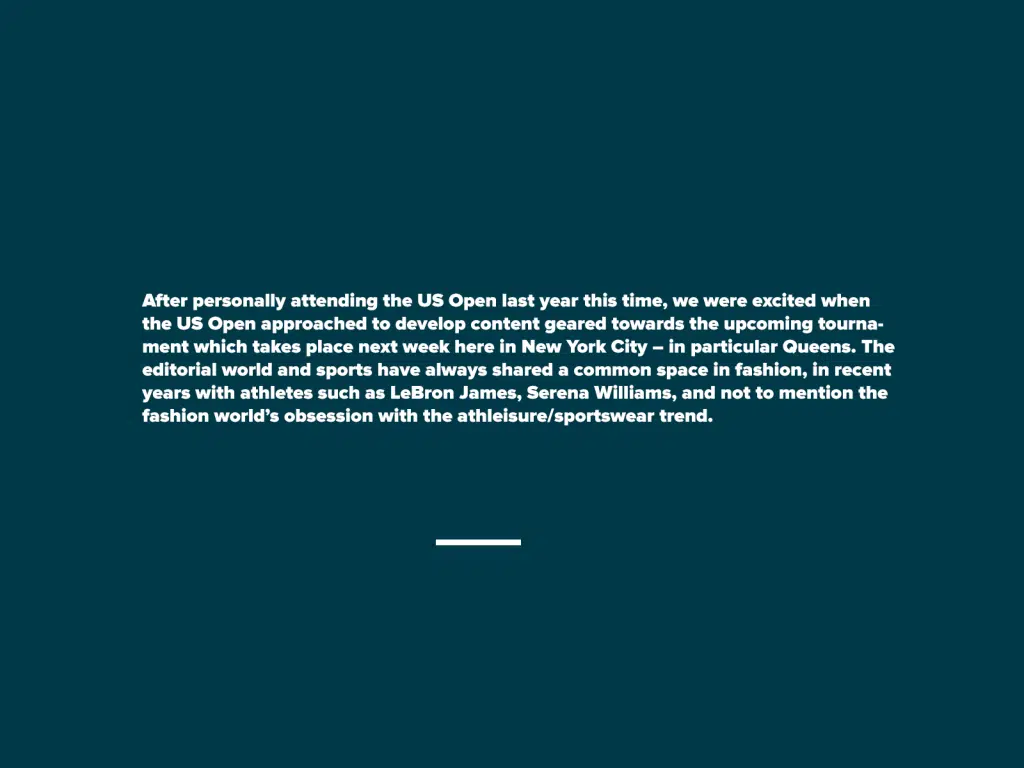 After personally attending the US Open last year this time, we were excited when
the US Open approached to develop content geared towards the upcoming tourna-
ment which takes place next week here in New York City – in particular Queens. The
editorial world and sports have always shared a common space in fashion, in recent
years with athletes such as LeBron James, Serena Williams, and not to mention the
fashion world’s obsession with the athleisure/sportswear trend.